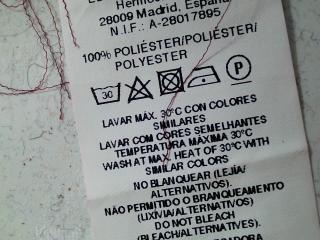 28009 Madrid, España
N.I.F.: A-28017895
100% POLIÉSTER/POLIÉSTER/
POLYESTER
30
P
LAVAR MÁX. 30°C CON COLORES
SIMILARES
LAVAR COM CORES SEMELHANTES
TEMPERATURA MÁXIMA 30°C
WASH AT MAX. HEAT OF 30°C WITH
SIMILAR COLORS
NO BLANQUEAR (LEJÍA/
ALTERNATIVOS).
NÃO PERMITIDO O BRANQUEAMENTO
(LIXIVIA/ALTERNATIVOS)
DO NOT BLEACH
(BLEACH/ALTERNATIVES).